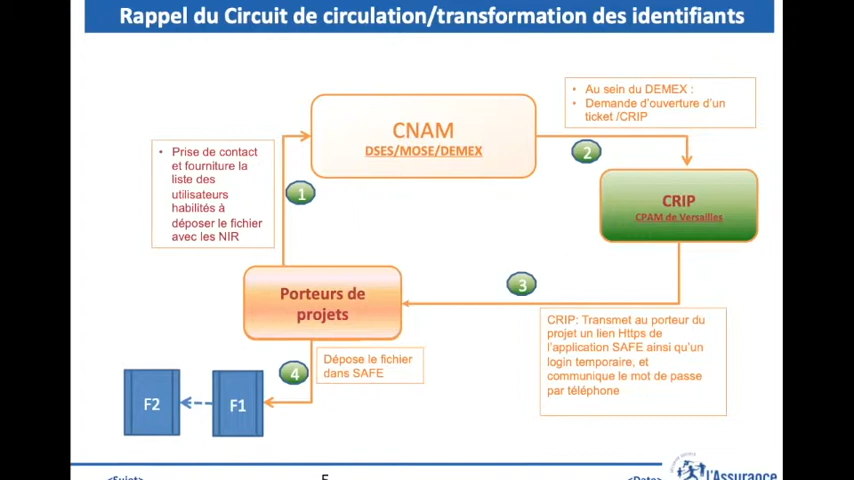 Rappel du Circuit de circulation/transformation des identifiants
• Au sein du DEMEX :
• Demande d'ouverture d'un
ticket /CRIP
CNAM
DSES/MOSE/DEMEX
2
• Prise de contact
et fourniture la
liste des
utilisateurs
habilités à
déposer le fichier
avec les NIR
1
CRIP
CPAM de Versailles
3
Porteurs de
projets
CRIP: Transmet au porteur du
projet un lien Https de
l'application SAFE ainsi qu'un
login temporaire, et
communique le mot de passe
par téléphone
Dépose le fichier
dans SAFE
4
F2
F1
<Sujet>
5
<Date>
l'Assurance